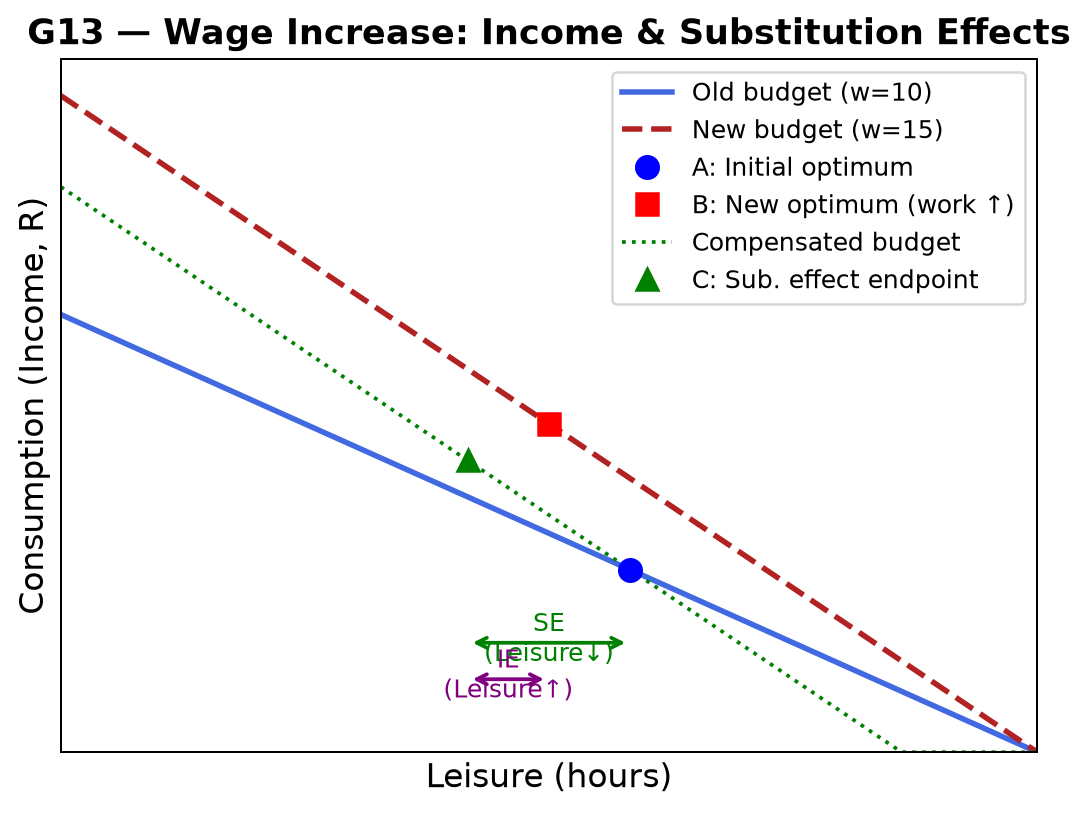 G13 — Wage Increase: Income & Substitution Effects
Old budget (w=10)
New budget (w=15)
A: Initial optimum
B: New optimum (work ↑)
Compensated budget
C: Sub. effect endpoint
Consumption (Income, R)
SE
(Leisure↓)
IE
(Leisure↑)
Leisure (hours)